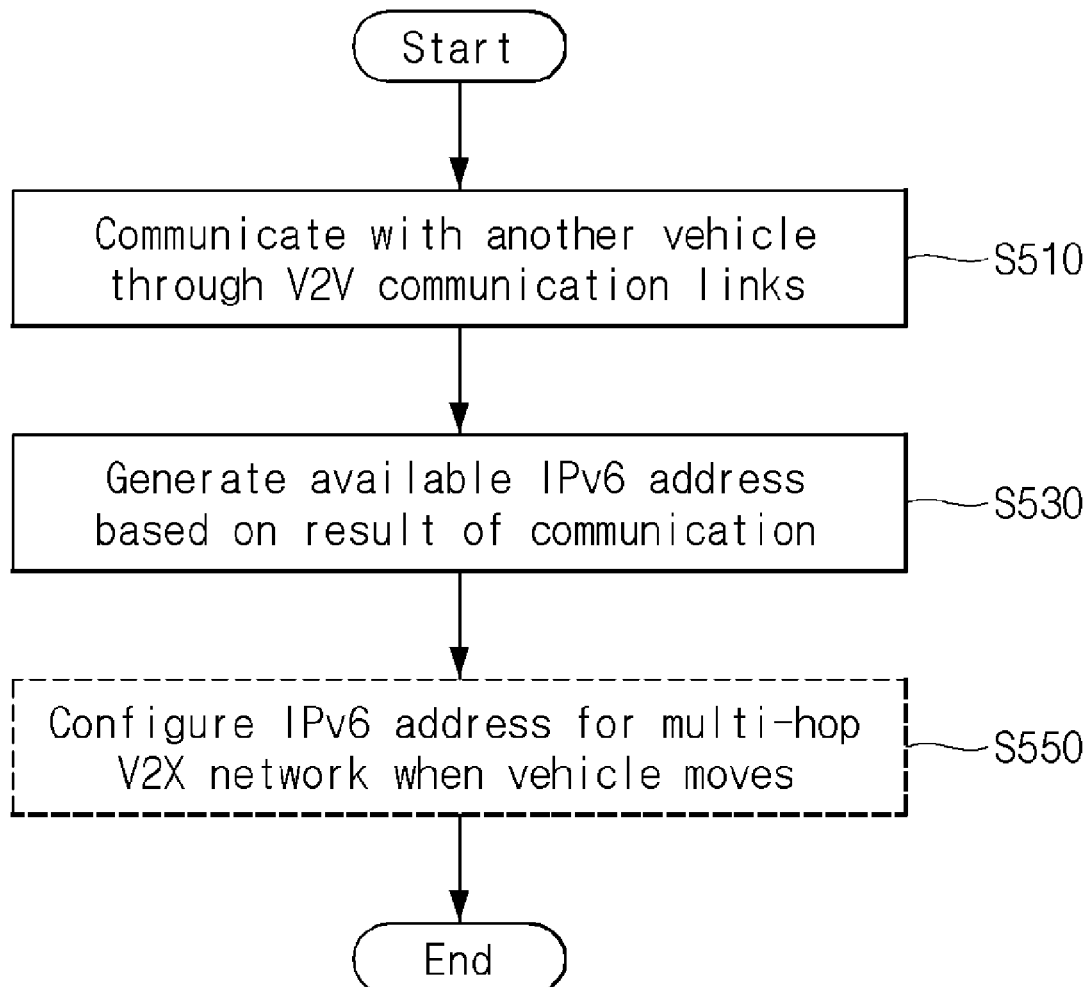 Start
Communicate with another vehicle
through V2V communication links
S510
Generate available IPv6 address
based on result of communication
S530
Configure IPv6 address for multi-hop
V2X network when vehicle moves
S550
End